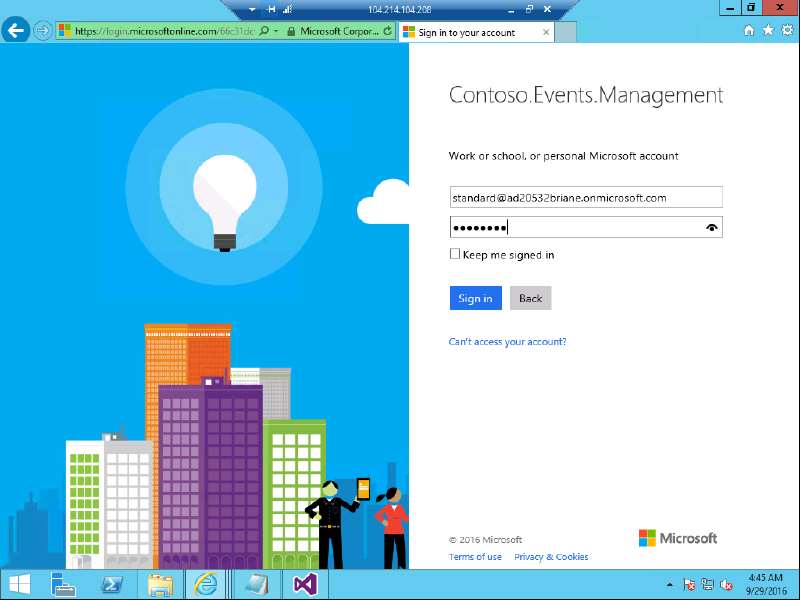 104.214.104.208
https://login.microsoftonline.com/66c31dc
Microsoft Corpor...
Sign in to your account
Contoso.Events.Management
Work or school, or personal Microsoft account
standard@ad20532briane.onmicrosoft.com
Keep me signed in
Sign in
Back
Can't access your account?
© 2016 Microsoft
Microsoft
Terms of use
Privacy & Cookies
4:45 AM
9/29/2016